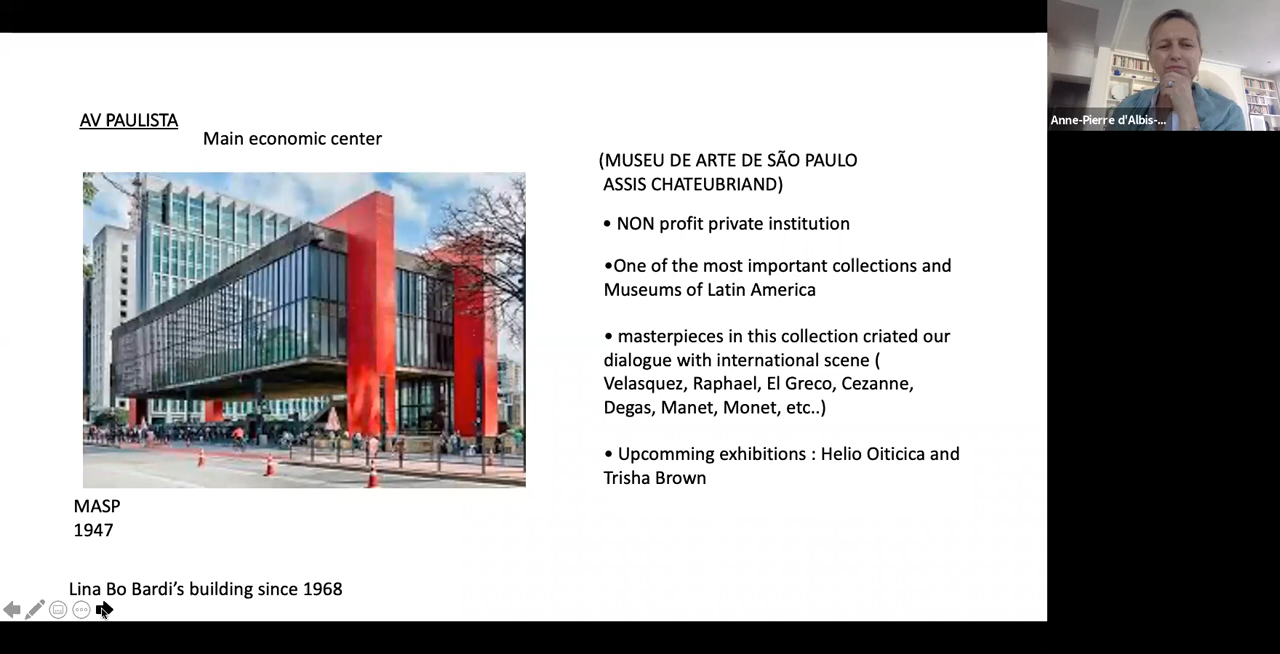 AV PAULISTA
Main economic center
(MUSEU DE ARTE DE SÃO PAULO
ASSIS CHATEUBRIAND)
• NON profit private institution
•One of the most important collections and
Museums of Latin America
• masterpieces in this collection criated our
dialogue with international scene (
Velasquez, Raphael, El Greco, Cezanne,
Degas, Manet, Monet, etc..)
• Upcomming exhibitions : Helio Oiticica and
Trisha Brown
MASP
1947
Lina Bo Bardi’s building since 1968
Anne-Pierre d'Albis-...